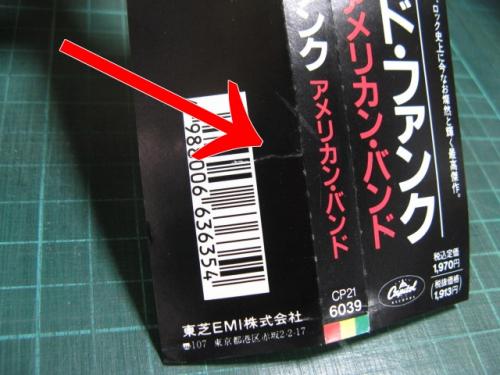 ロック史上に今なお燦然と輝く最高傑作。
ド・ファンク
アメリカン・バンド
税込定価
1,970円
税抜価格
1,913円
Capitol
RECORDS
ンク アメリカン・バンド
CP21
6039
988006 636354
東芝EMI株式会社
〒107 東京都港区赤坂2-2-17